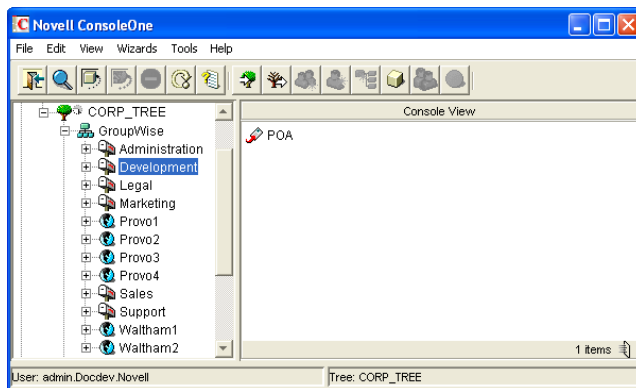 Novell ConsoleOne
File Edit View Wizards Tools Help
CORP_TREE
GroupWise
Administration
Development
Legal
Marketing
Provo1
Provo2
Provo3
Provo4
Sales
Support
Waltham1
Waltham2
Console View
POA
1 items
User: admin.Docdev.Novell
Tree: CORP_TREE